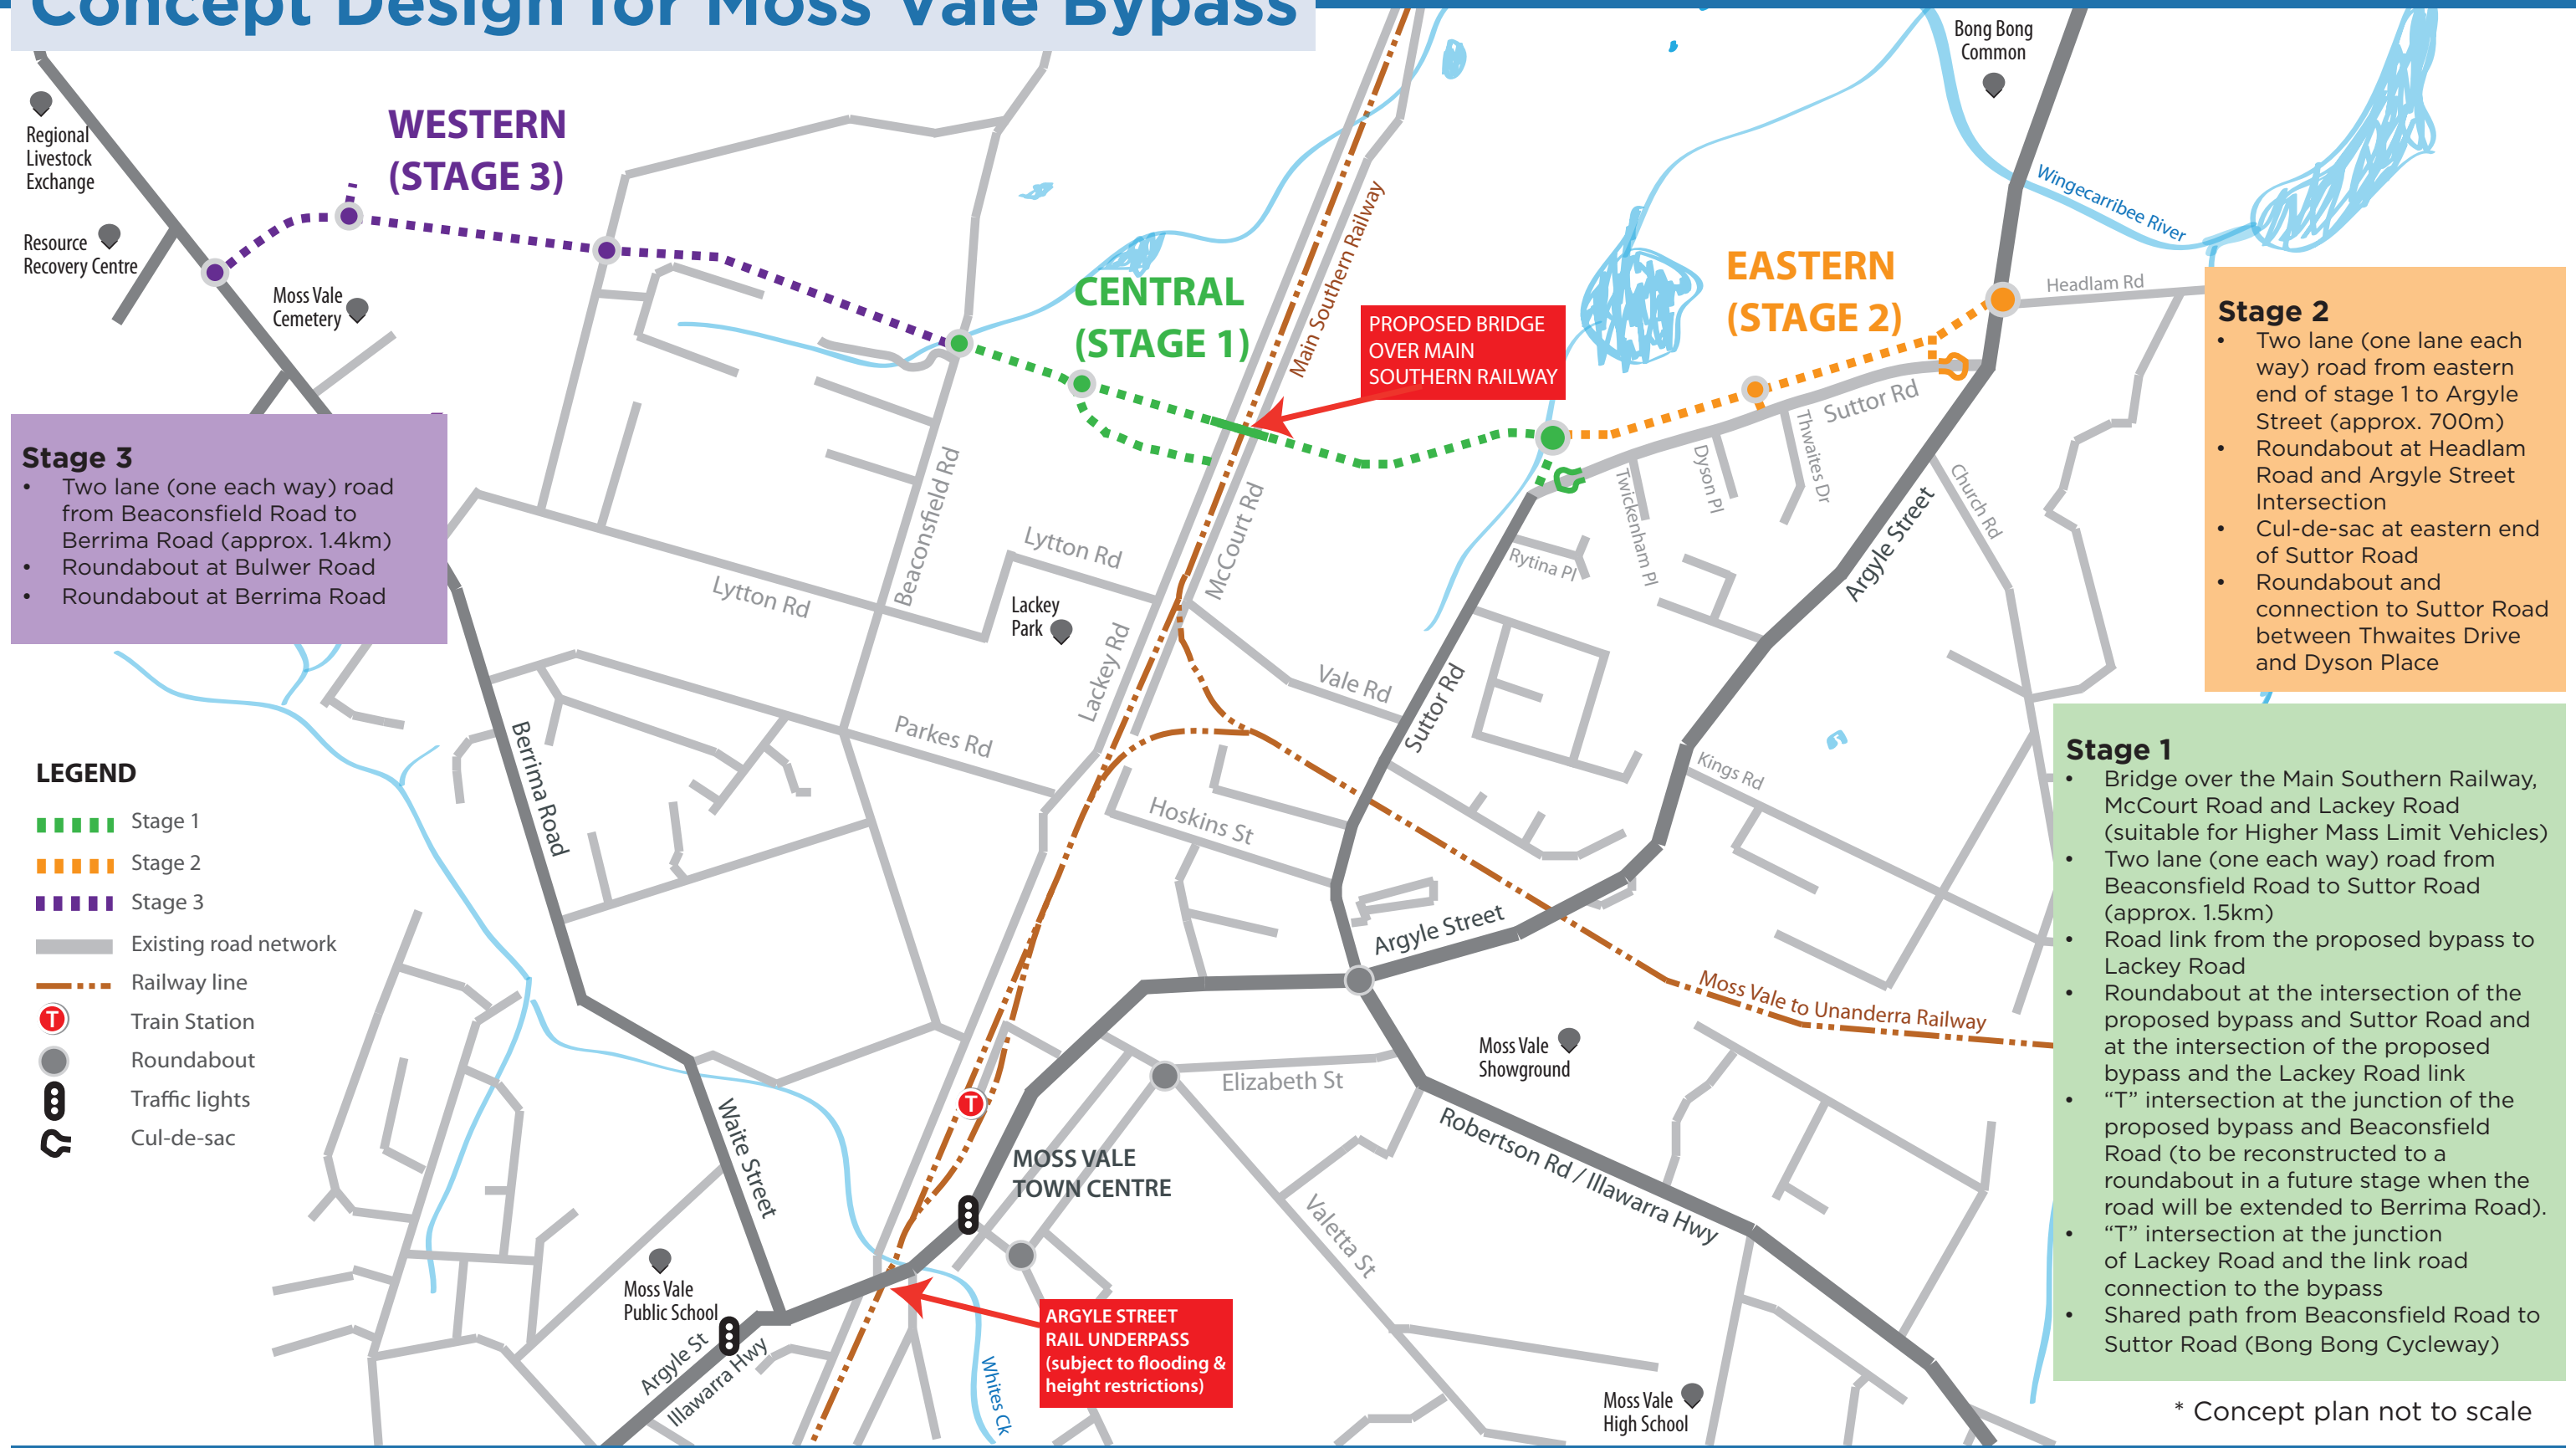 Concept Design for Moss Vale Bypass
Bong Bong
Common
Regional
Livestock
Exchange
WESTERN
(STAGE 3)
Resource
Recovery Centre
Moss Vale
Cemetery
CENTRAL
(STAGE 1)
Main Southern Railway
PROPOSED BRIDGE
OVER MAIN
SOUTHERN RAILWAY
EASTERN
(STAGE 2)
Wingecarribee River
Headlam Rd
Suttor Rd
Thwaites Dr
Dyson Pl
Twickenham Pl
Rytina Pl
Church Rd
Argyle Street
Stage 2
• Two lane (one lane each
way) road from eastern
end of stage 1 to Argyle
Street (approx. 700m)
• Roundabout at Headlam
Road and Argyle Street
Intersection
• Cul-de-sac at eastern end
of Suttor Road
• Roundabout and
connection to Suttor Road
between Thwaites Drive
and Dyson Place
Stage 3
• Two lane (one each way) road
from Beaconsfield Road to
Berrima Road (approx. 1.4km)
• Roundabout at Bulwer Road
• Roundabout at Berrima Road
Beaconsfield Rd
Lytton Rd
Lytton Rd
McCourt Rd
Lackey
Park
Lackey Rd
Vale Rd
Suttor Rd
Parkes Rd
Berrima Road
Hoskins St
Kings Rd
Argyle Street
Moss Vale to Unanderra Railway
LEGEND
Stage 1
Stage 2
Stage 3
Existing road network
Railway line
T
Train Station
Roundabout
Traffic lights
Cul-de-sac
Stage 1
• Bridge over the Main Southern Railway,
McCourt Road and Lackey Road
(suitable for Higher Mass Limit Vehicles)
• Two lane (one each way) road from
Beaconsfield Road to Suttor Road
(approx. 1.5km)
• Road link from the proposed bypass to
Lackey Road
• Roundabout at the intersection of the
proposed bypass and Suttor Road and
at the intersection of the proposed
bypass and the Lackey Road link
• “T” intersection at the junction of the
proposed bypass and Beaconsfield
Road (to be reconstructed to a
roundabout in a future stage when the
road will be extended to Berrima Road).
• “T” intersection at the junction
of Lackey Road and the link road
connection to the bypass
• Shared path from Beaconsfield Road to
Suttor Road (Bong Bong Cycleway)
Moss Vale
Showground
Elizabeth St
T
Waite Street
MOSS VALE
TOWN CENTRE
Robertson Rd / Illawarra Hwy
Valetta St
Moss Vale
Public School
Argyle St
Illawarra Hwy
ARGYLE STREET
RAIL UNDERPASS
(subject to flooding &
height restrictions)
Whites Ck
Moss Vale
High School
* Concept plan not to scale